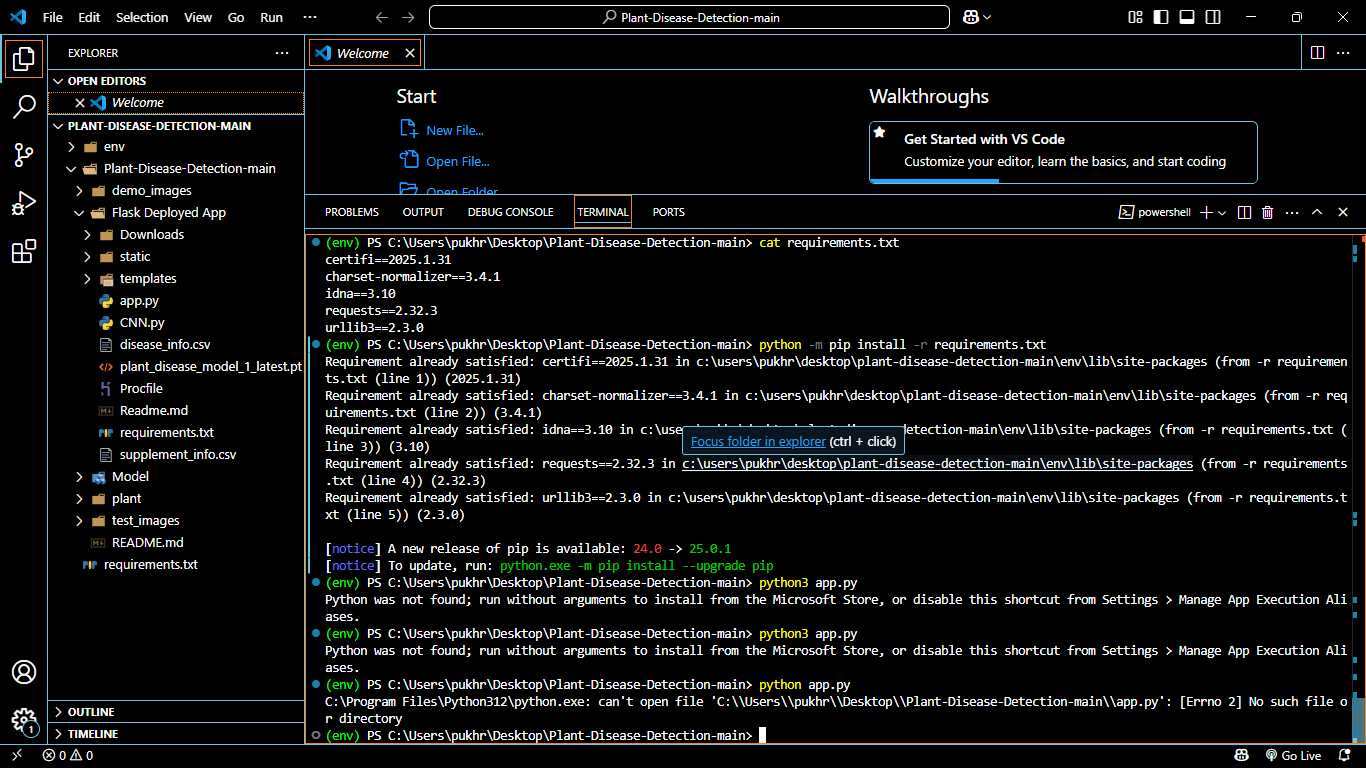 File Edit Selection View Go Run ···
Plant-Disease-Detection-main
EXPLORER
OPEN EDITORS
Welcome
PLANT-DISEASE-DETECTION-MAIN
env
Plant-Disease-Detection-main
demo_images
Flask Deployed App
Downloads
static
templates
app.py
CNN.py
disease_info.csv
plant_disease_model_1_latest.pt
Procfile
Readme.md
requirements.txt
supplement_info.csv
Model
plant
test_images
README.md
requirements.txt
OUTLINE
TIMELINE
Welcome
Start
New File...
Open File...
Open Folder
Walkthroughs
Get Started with VS Code
Customize your editor, learn the basics, and start coding
PROBLEMS OUTPUT DEBUG CONSOLE TERMINAL PORTS
powershell
(env) PS C:\Users\pukhr\Desktop\Plant-Disease-Detection-main> cat requirements.txt
certifi==2025.1.31
charset-normalizer==3.4.1
idna==3.10
requests==2.32.3
urllib3==2.3.0
(env) PS C:\Users\pukhr\Desktop\Plant-Disease-Detection-main> python -m pip install -r requirements.txt
Requirement already satisfied: certifi==2025.1.31 in c:\users\pukhr\desktop\plant-disease-detection-main\env\lib\site-packages (from -r requiremen
ts.txt (line 1)) (2025.1.31)
Requirement already satisfied: charset-normalizer==3.4.1 in c:\users\pukhr\desktop\plant-disease-detection-main\env\lib\site-packages (from -r req
uirements.txt (line 2)) (3.4.1)
Requirement already satisfied: idna==3.10 in c:\us -disease-detection-main\env\lib\site-packages (from -r requirements.txt (
line 3)) (3.10)
Focus folder in explorer (ctrl + click)
Requirement already satisfied: requests==2.32.3 in c:\users\pukhr\desktop\plant-disease-detection-main\env\lib\site-packages (from -r requirements
.txt (line 4)) (2.32.3)
Requirement already satisfied: urllib3==2.3.0 in c:\users\pukhr\desktop\plant-disease-detection-main\env\lib\site-packages (from -r requirements.t
xt (line 5)) (2.3.0)
[notice] A new release of pip is available: 24.0 -> 25.0.1
[notice] To update, run: python.exe -m pip install --upgrade pip
(env) PS C:\Users\pukhr\Desktop\Plant-Disease-Detection-main> python3 app.py
Python was not found; run without arguments to install from the Microsoft Store, or disable this shortcut from Settings > Manage App Execution Ali
ases.
(env) PS C:\Users\pukhr\Desktop\Plant-Disease-Detection-main> python3 app.py
Python was not found; run without arguments to install from the Microsoft Store, or disable this shortcut from Settings > Manage App Execution Ali
ases.
(env) PS C:\Users\pukhr\Desktop\Plant-Disease-Detection-main> python app.py
C:\Program Files\Python312\python.exe: can't open file 'C:\\Users\\pukhr\\Desktop\\Plant-Disease-Detection-main\\app.py': [Errno 2] No such file o
r directory
(env) PS C:\Users\pukhr\Desktop\Plant-Disease-Detection-main>
1
0 0
Go Live